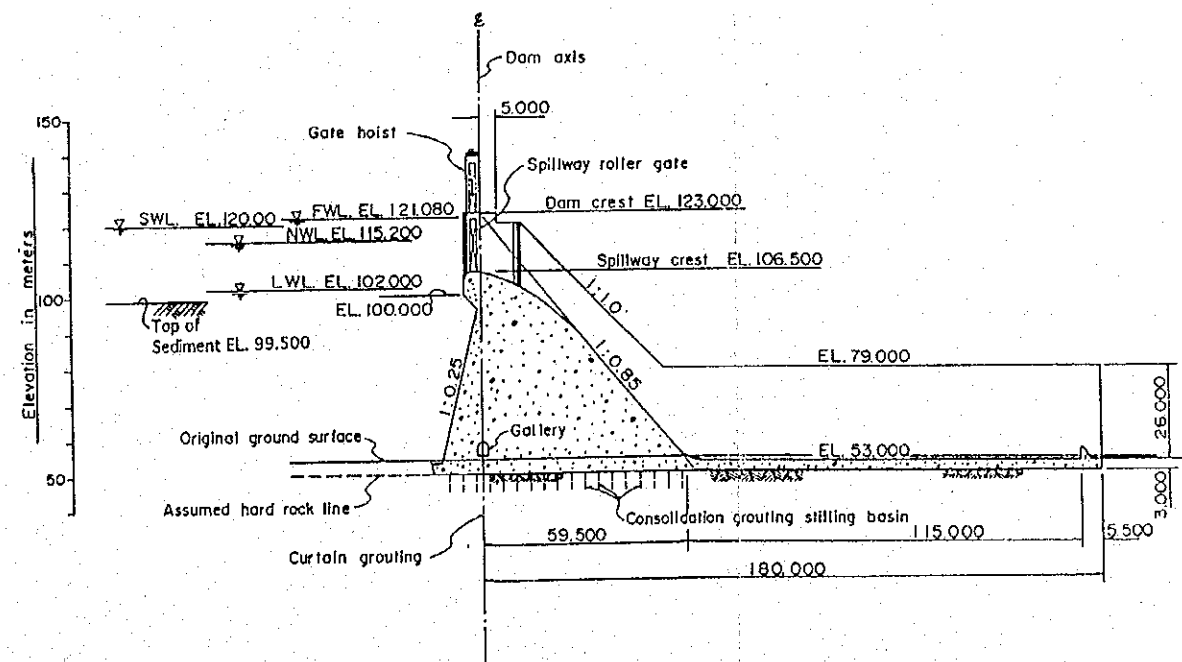 ℄
Dam axis
5.000
150
Gate hoist
Spillway roller gate
Dam crest EL. 123.000
FWL. EL. 121.080
SWL. EL.120.00
NWL. EL 115.200
Spillway crest EL. 106.500
LWL. EL. 102.000
100
EL. 100.000
1:1.0
Top of
Sediment EL. 99.500
Elevation in meters
1:0.25
1:0.85
EL. 79.000
26.000
Original ground surface
Gallery
EL. 53.000
50
Assumed hard rock line
Consolidation grouting stilling basin
3.000
59.500
115.000
5.500
Curtain grouting
180.000